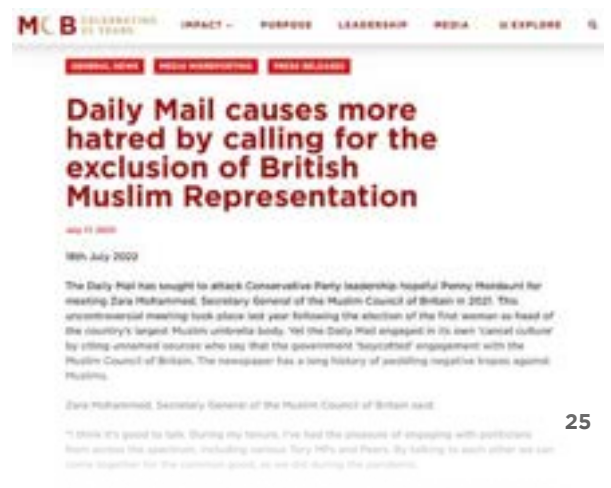 MCB CELEBRATING 25 YEARS IMPACT PURPOSE LEADERSHIP MEDIA EXPLORE
GENERAL NEWS MEDIA MISREPORTING PRESS RELEASES
Daily Mail causes more
hatred by calling for the
exclusion of British
Muslim Representation
July 17, 2022
18th July 2022
The Daily Mail has sought to attack Conservative Party leadership hopeful Penny Mordaunt for
meeting Zara Mohammed, Secretary General of the Muslim Council of Britain in 2021. This
uncontroversial meeting took place last year following the election of the first woman as head of
the country's largest Muslim umbrella body. Yet the Daily Mail engaged in its own 'cancel culture'
by citing unnamed sources who say that the government 'boycotted' engagement with the
Muslim Council of Britain. The newspaper has a long history of peddling negative tropes against
Muslims.
Zara Mohammed, Secretary General of the Muslim Council of Britain said:
"I think it's good to talk. During my tenure, I've had the pleasure of engaging with politicians
from across the spectrum, including various Tory MPs and Peers. By talking to each other we can
come together for the common good, as we did during the pandemic.
25